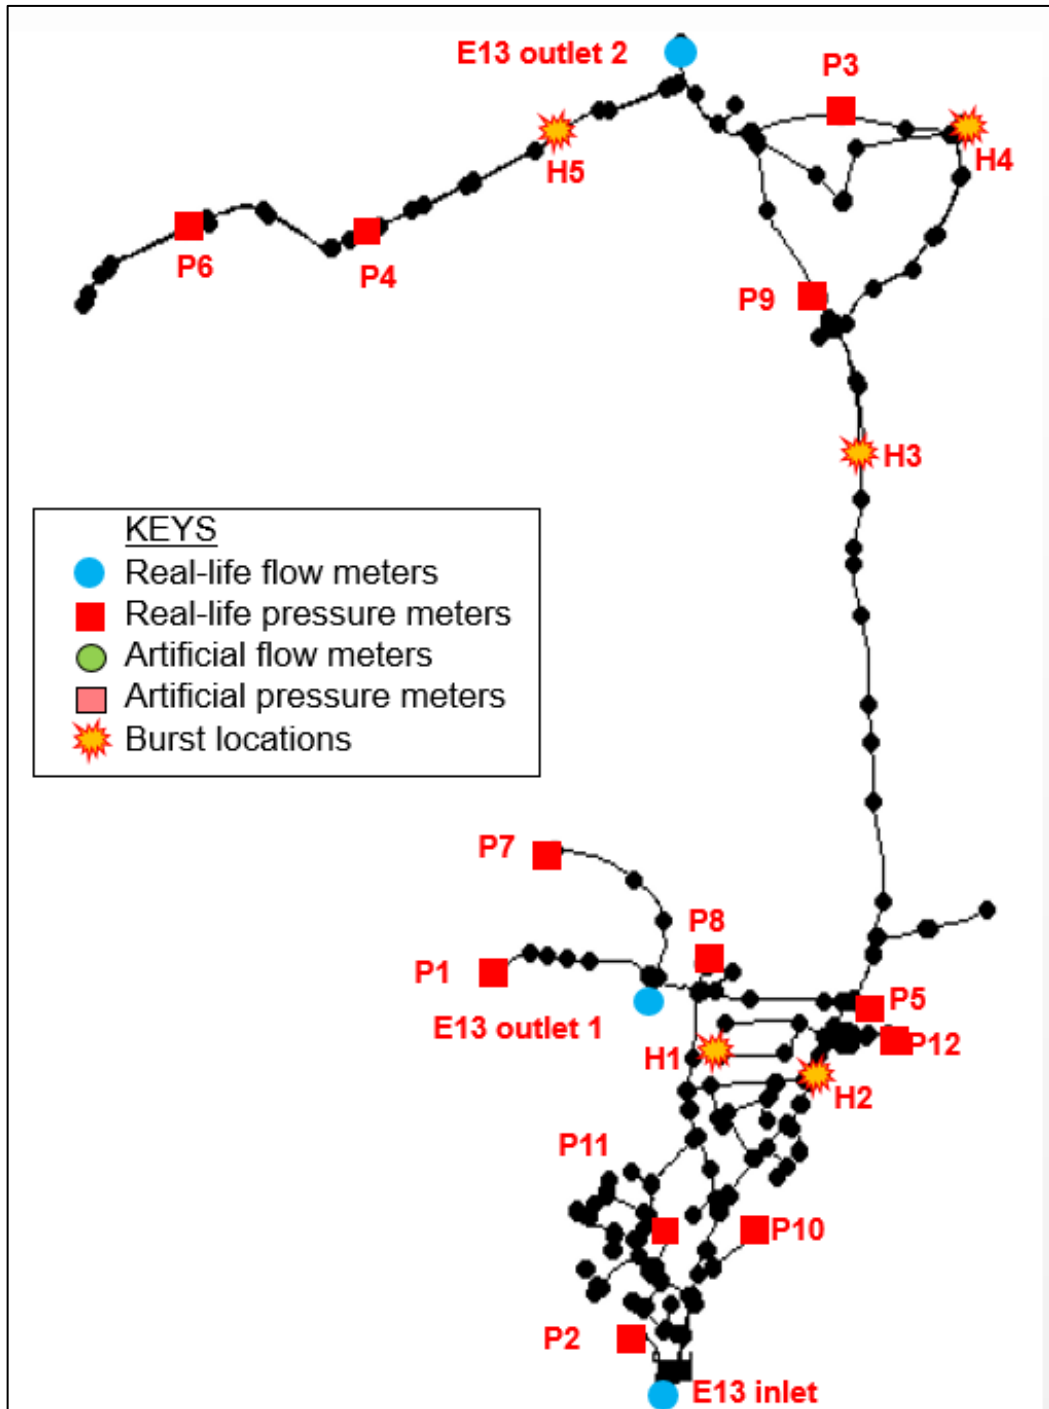 E13 outlet 2
P3
H5
H4
P6
P4
P9
H3
KEYS
Real-life flow meters
Real-life pressure meters
Artificial flow meters
Artificial pressure meters
Burst locations
P7
P8
P1
E13 outlet 1
P5
H1
P12
H2
P11
P10
P2
E13 inlet